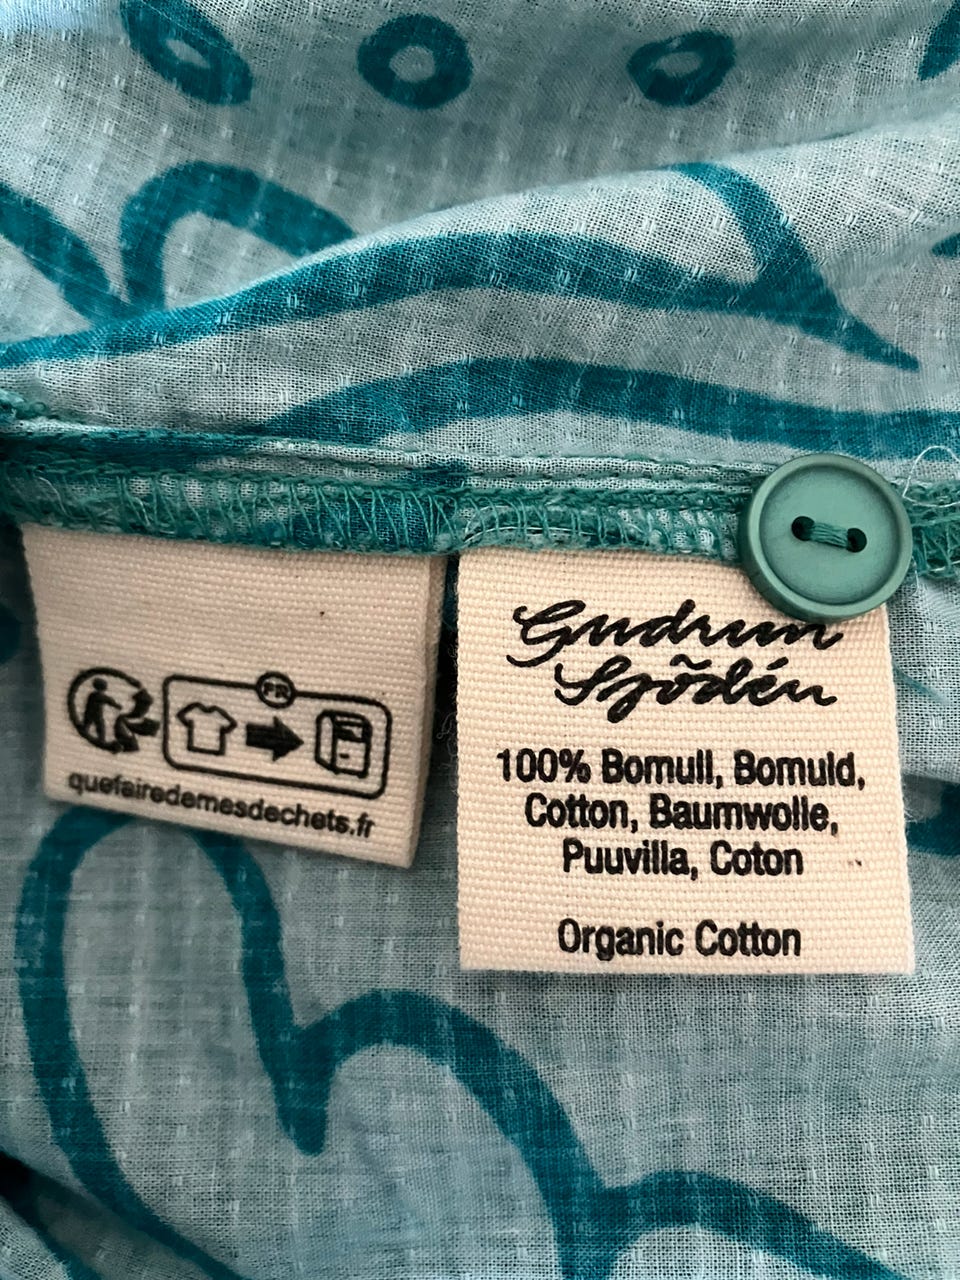 FR
quefairedemesdechets.fr
Gudrun
Sjödén
100% Bomull, Bomuld,
Cotton, Baumwolle,
Puuvilla, Coton
Organic Cotton